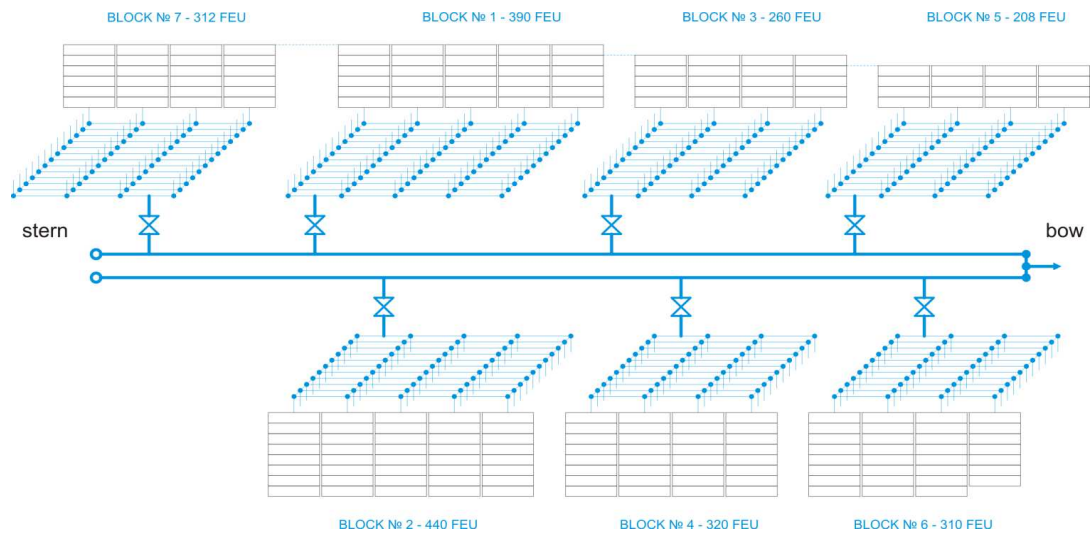 BLOCK № 7 - 312 FEU
BLOCK № 1 - 390 FEU
BLOCK № 3 - 260 FEU
BLOCK № 5 - 208 FEU
stern
bow
BLOCK № 2 - 440 FEU
BLOCK № 4 - 320 FEU
BLOCK № 6 - 310 FEU